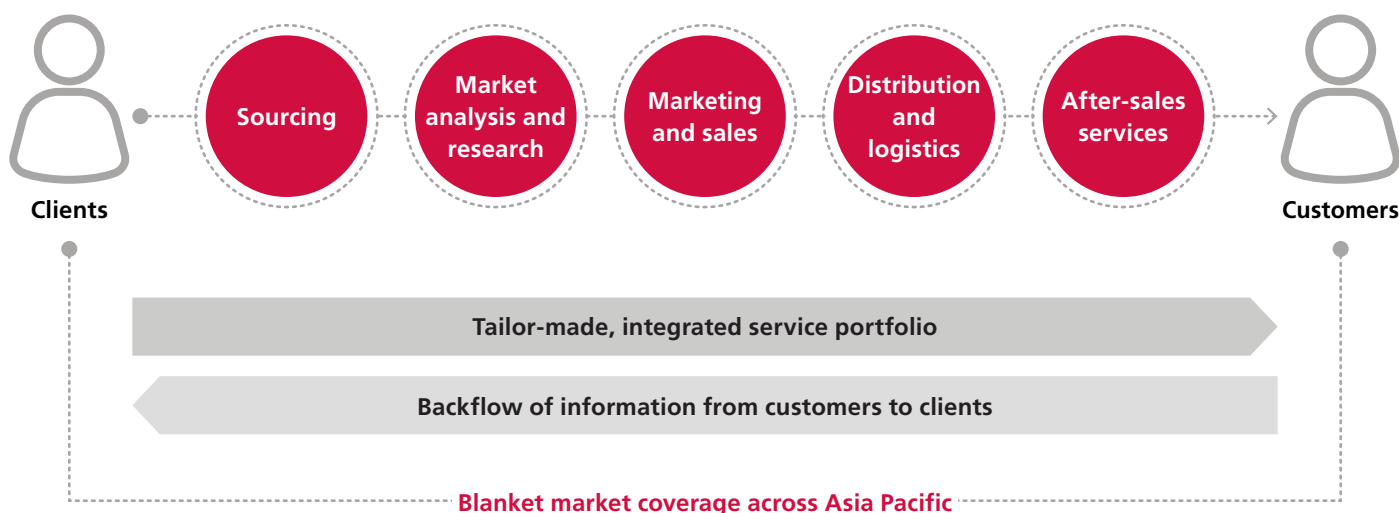 Sourcing
Market
analysis and
research
Marketing
and sales
Distribution
and
logistics
After-sales
services
Clients
Customers
Tailor-made, integrated service portfolio
Backflow of information from customers to clients
Blanket market coverage across Asia Pacific